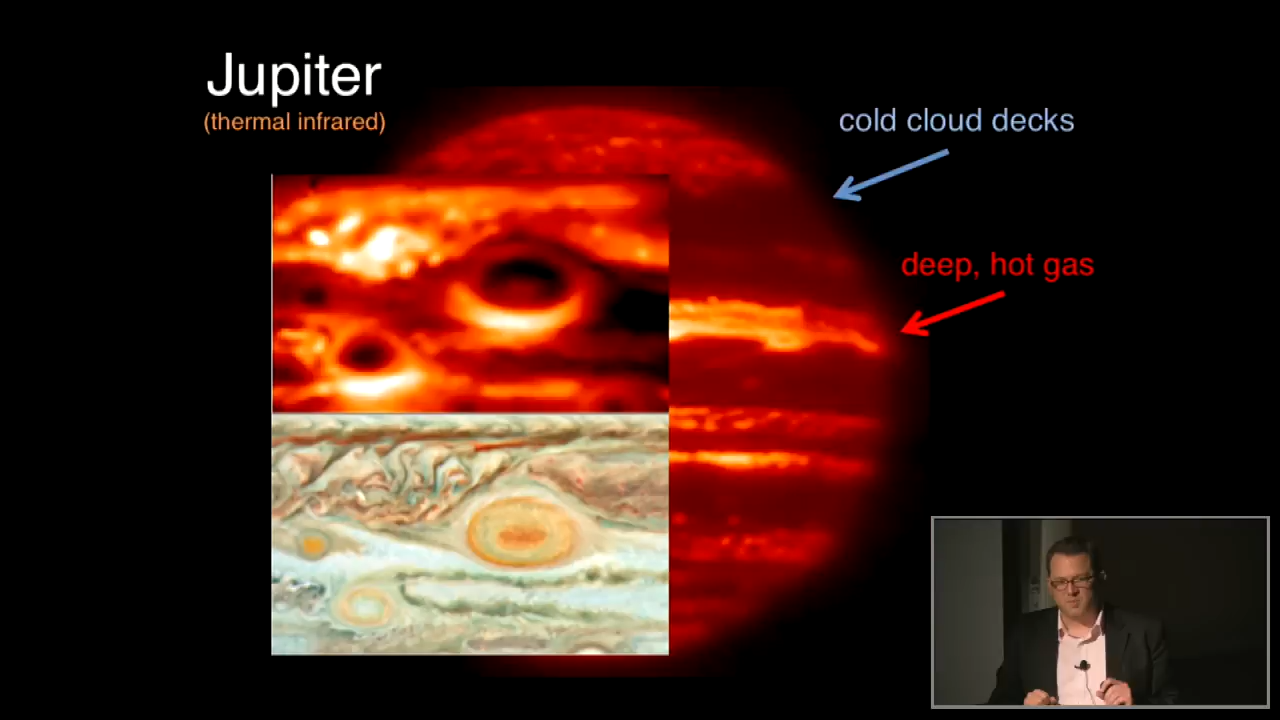 Jupiter
(thermal infrared)
cold cloud decks
deep, hot gas